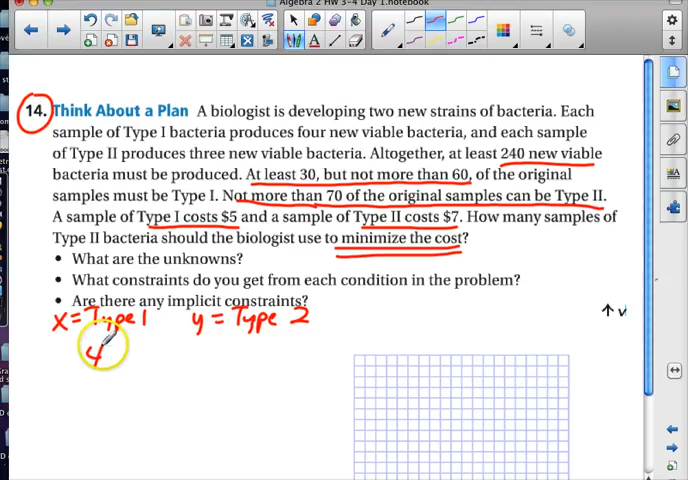 Algebra 2 HW 3-4 Day 1.notebook
14. Think About a Plan A biologist is developing two new strains of bacteria. Each
sample of Type I bacteria produces four new viable bacteria, and each sample
of Type II produces three new viable bacteria. Altogether, at least 240 new viable
bacteria must be produced. At least 30, but not more than 60, of the original
samples must be Type I. Not more than 70 of the original samples can be Type II.
A sample of Type I costs $5 and a sample of Type II costs $7. How many samples of
Type II bacteria should the biologist use to minimize the cost?
• What are the unknowns?
• What constraints do you get from each condition in the problem?
• Are there any implicit constraints?
x = Type 1 y = Type 2
4